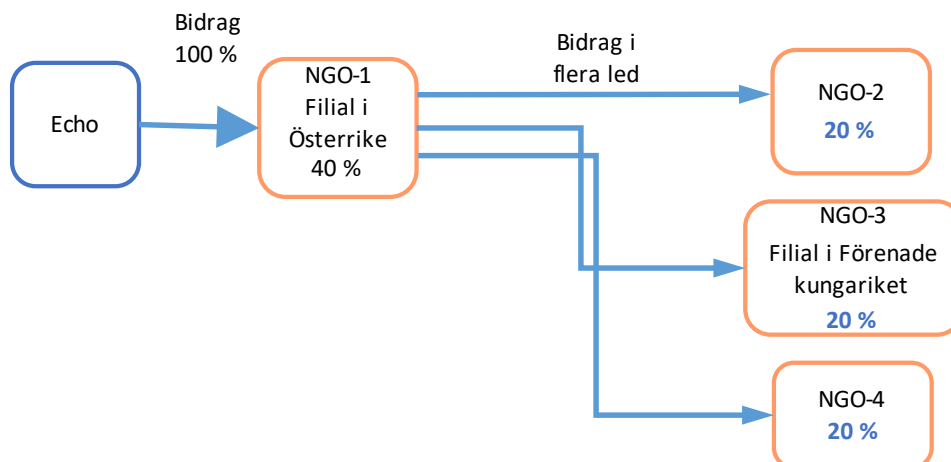 Bidrag
100 %
Echo
NGO-1
Filial i
Österrike
40 %
Bidrag i
flera led
NGO-2
20 %
NGO-3
Filial i Förenade
kungariket
20 %
NGO-4
20 %